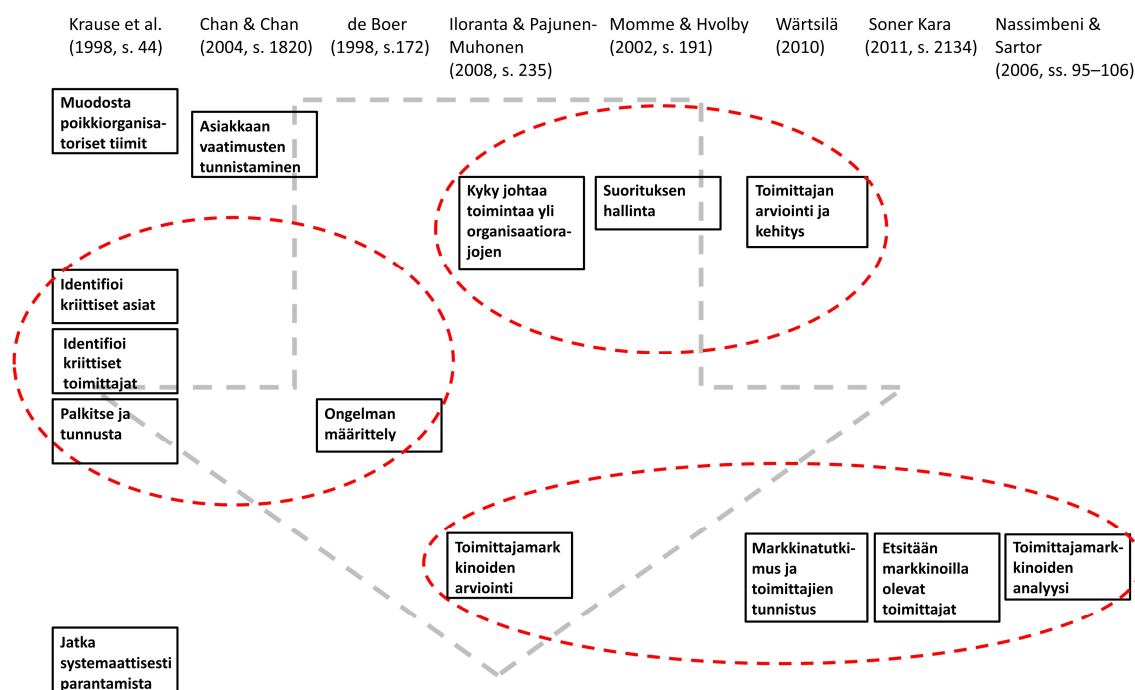 Krause et al.
(1998, s. 44)
Chan & Chan
(2004, s. 1820)
de Boer
(1998, s.172)
Iloranta & Pajunen-
Muhonen
(2008, s. 235)
Momme & Hvolby
(2002, s. 191)
Wärtsilä
(2010)
Soner Kara
(2011, s. 2134)
Nassimbeni &
Sartor
(2006, ss. 95–106)
Muodosta
poikkiorganisa-
toriset tiimit
Asiakkaan
vaatimusten
tunnistaminen
Kyky johtaa
toimintaa yli
organisaatiora-
jojen
Suorituksen
hallinta
Toimittajan
arviointi ja
kehitys
Identifioi
kriittiset asiat
Identifioi
kriittiset
toimittajat
Palkitse ja
tunnusta
Ongelman
määrittely
Toimittajamark
kinoiden
arviointi
Markkinatutki-
mus ja
toimittajien
tunnistus
Etsitään
markkinoilla
olevat
toimittajat
Toimittajamark-
kinoiden
analyysi
Jatka
systemaattisesti
parantamista